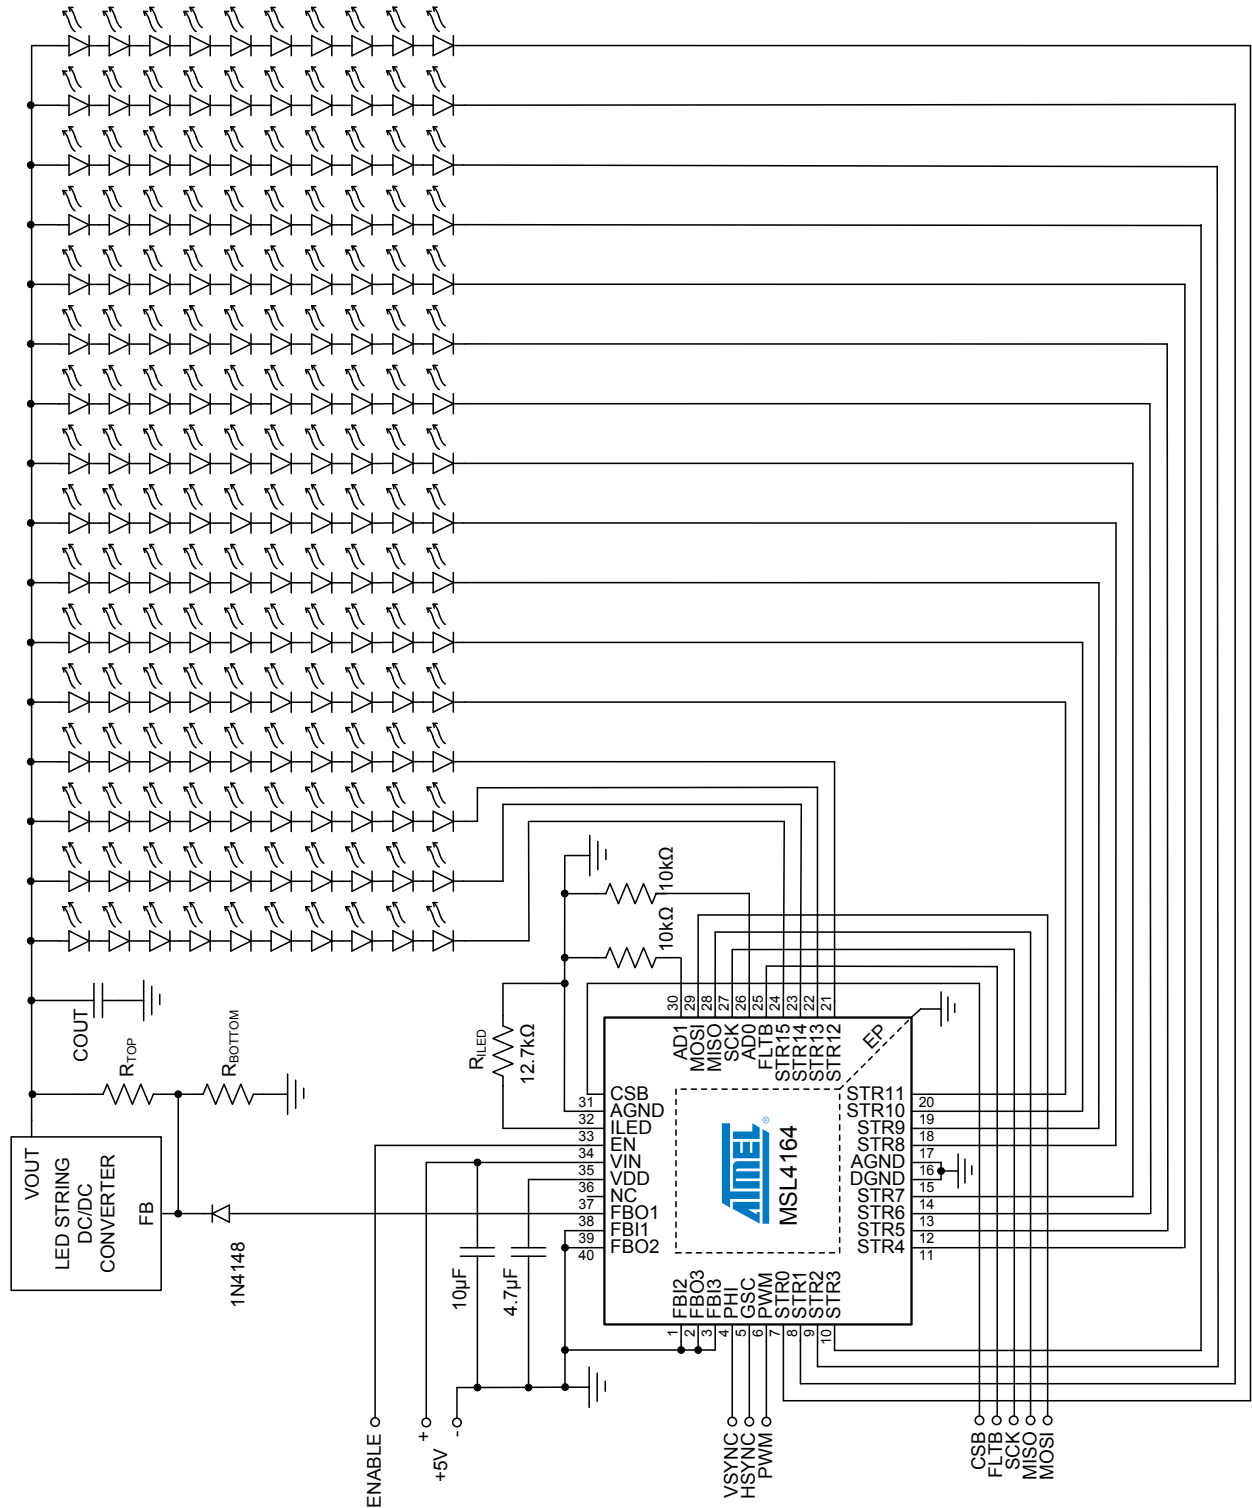 10kΩ
10kΩ
COUT
RTOP
RBOTTOM
RILED
12.7kΩ
VOUT
LED STRING
DC/DC
CONVERTER
FB
1N4148
10µF
4.7µF
ENABLE
+
+5V
-
30
29
28
27
26
25
24
23
22
21
AD1
MOSI
MISO
SCK
AD0
FLTB
STR15
STR14
STR13
STR12
EP
CSB
31
AGND
32
ILED
33
EN
34
VIN
35
VDD
36
NC
37
FBO1
38
FBI1
39
FBO2
40
ATMEL®
MSL4164
STR11
20
STR10
19
STR9
18
STR8
17
AGND
16
DGND
15
STR7
14
STR6
13
STR5
12
STR4
11
FBI2
FBO3
FBI3
PHI
GSC
PWM
STR0
STR1
STR2
STR3
1
2
3
4
5
6
7
8
9
10
VSYNC
HSYNC
PWM
CSB
FLTB
SCK
MISO
MOSI